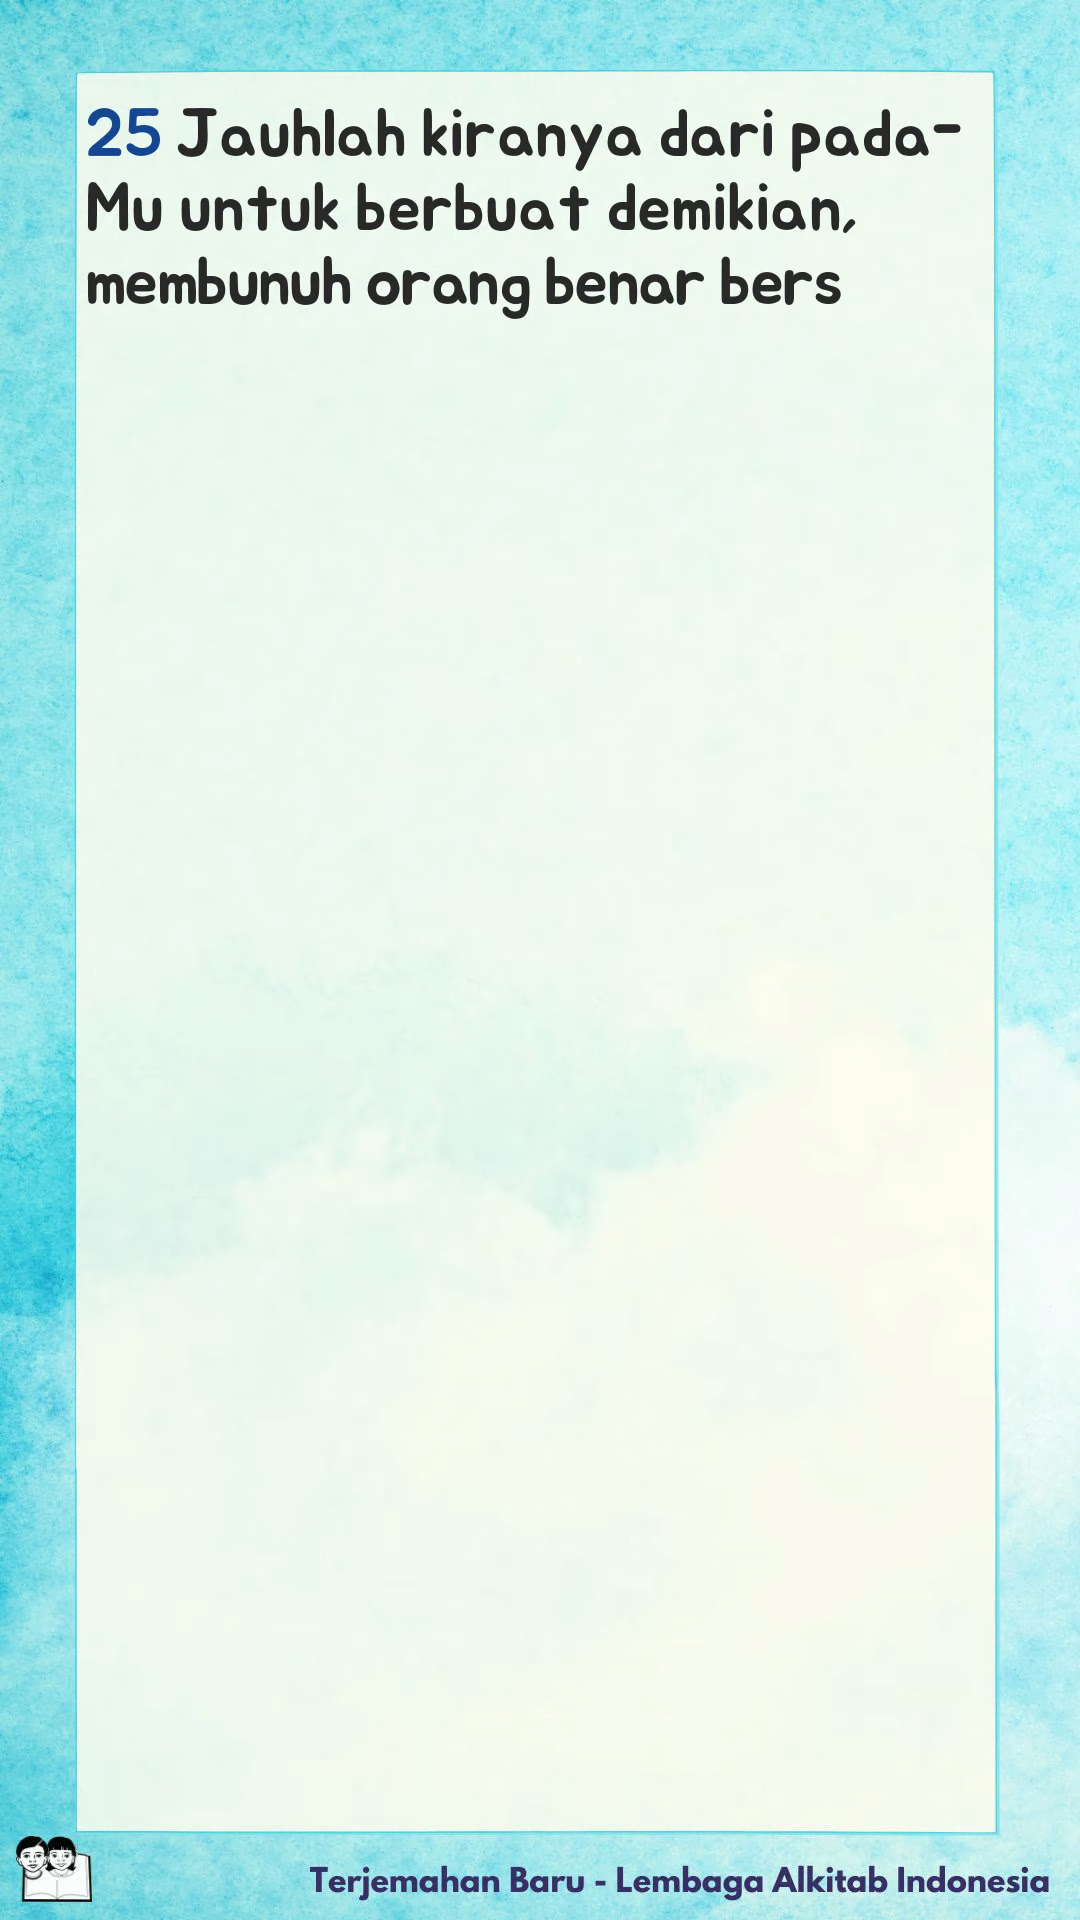 25 Jauhlah kiranya dari pada-
Mu untuk berbuat demikian,
membunuh orang benar bers
Terjemahan Baru - Lembaga Alkitab Indonesia